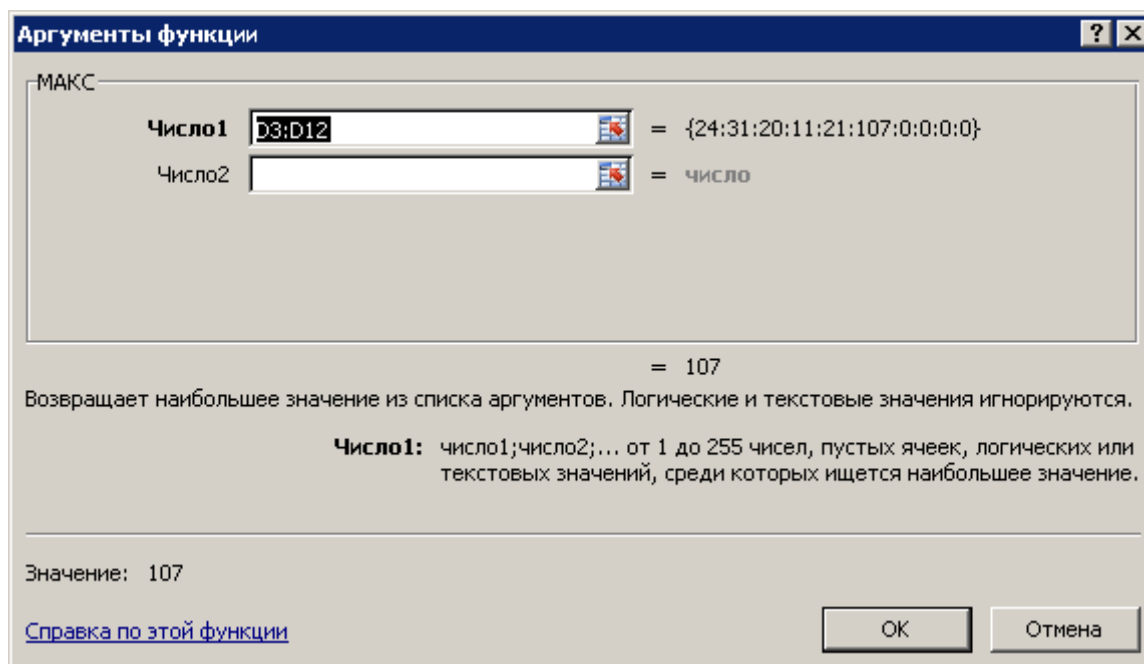 Аргументы функции
МАКС
Число1 D3:D12 = {24:31:20:11:21:107:0:0:0:0}
Число2 = число
= 107
Возвращает наибольшее значение из списка аргументов. Логические и текстовые значения игнорируются.
Число1: число1;число2;... от 1 до 255 чисел, пустых ячеек, логических или
текстовых значений, среди которых ищется наибольшее значение.
Значение: 107
Справка по этой функции
ОК
Отмена